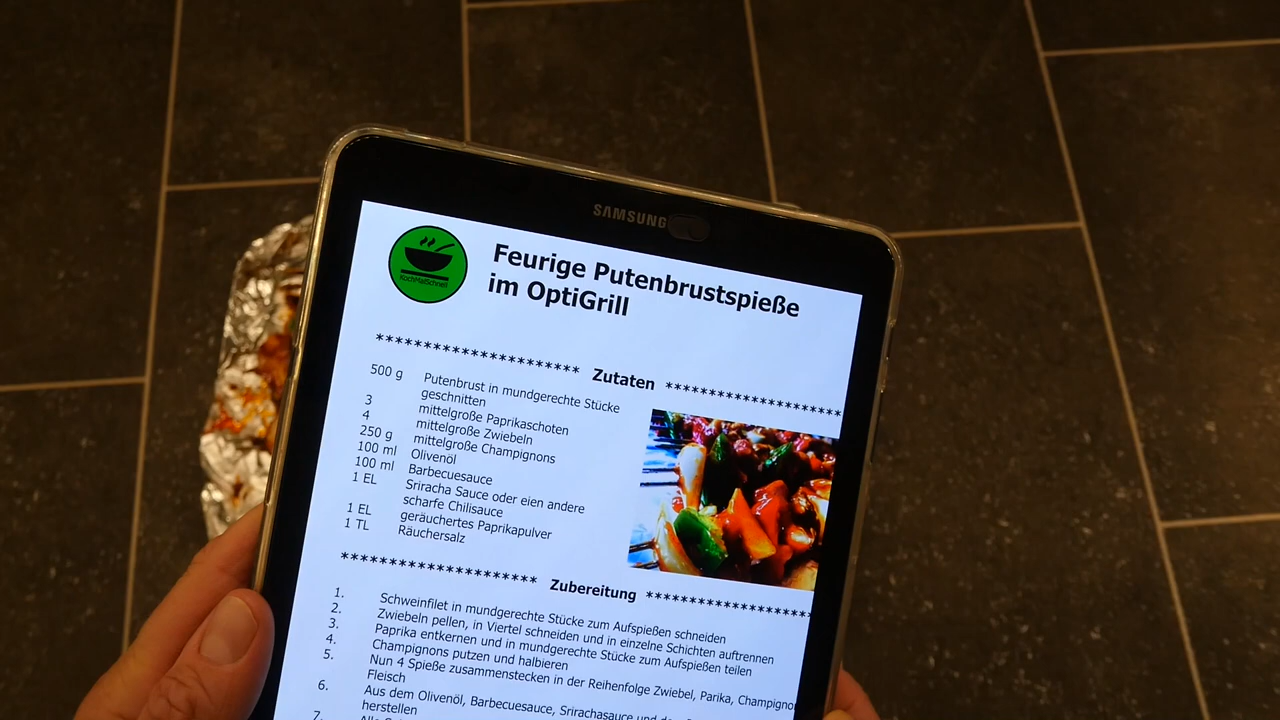 SAMSUNG
KochMalSchnell
Feurige Putenbrustspieße
im OptiGrill
******************** Zutaten ********************
500 g Putenbrust in mundgerechte Stücke
geschnitten
3 mittelgroße Paprikaschoten
4 mittelgroße Zwiebeln
250 g mittelgroße Champignons
100 ml Olivenöl
100 ml Barbecuesauce
1 EL Sriracha Sauce oder eien andere
scharfe Chilisauce
1 EL geräuchertes Paprikapulver
1 TL Räuchersalz
******************** Zubereitung ********************
1. Schweinfilet in mundgerechte Stücke zum Aufspießen schneiden
2. Zwiebeln pellen, in Viertel schneiden und in einzelne Schichten auftrennen
3. Paprika entkernen und in mundgerechte Stücke zum Aufspießen teilen
4. Champignons putzen und halbieren
5. Nun 4 Spieße zusammenstecken in der Reihenfolge Zwiebel, Parika, Champigno
Fleisch
6. Aus dem Olivenöl, Barbecuesauce, Srirachasauce und
herstellen
7.